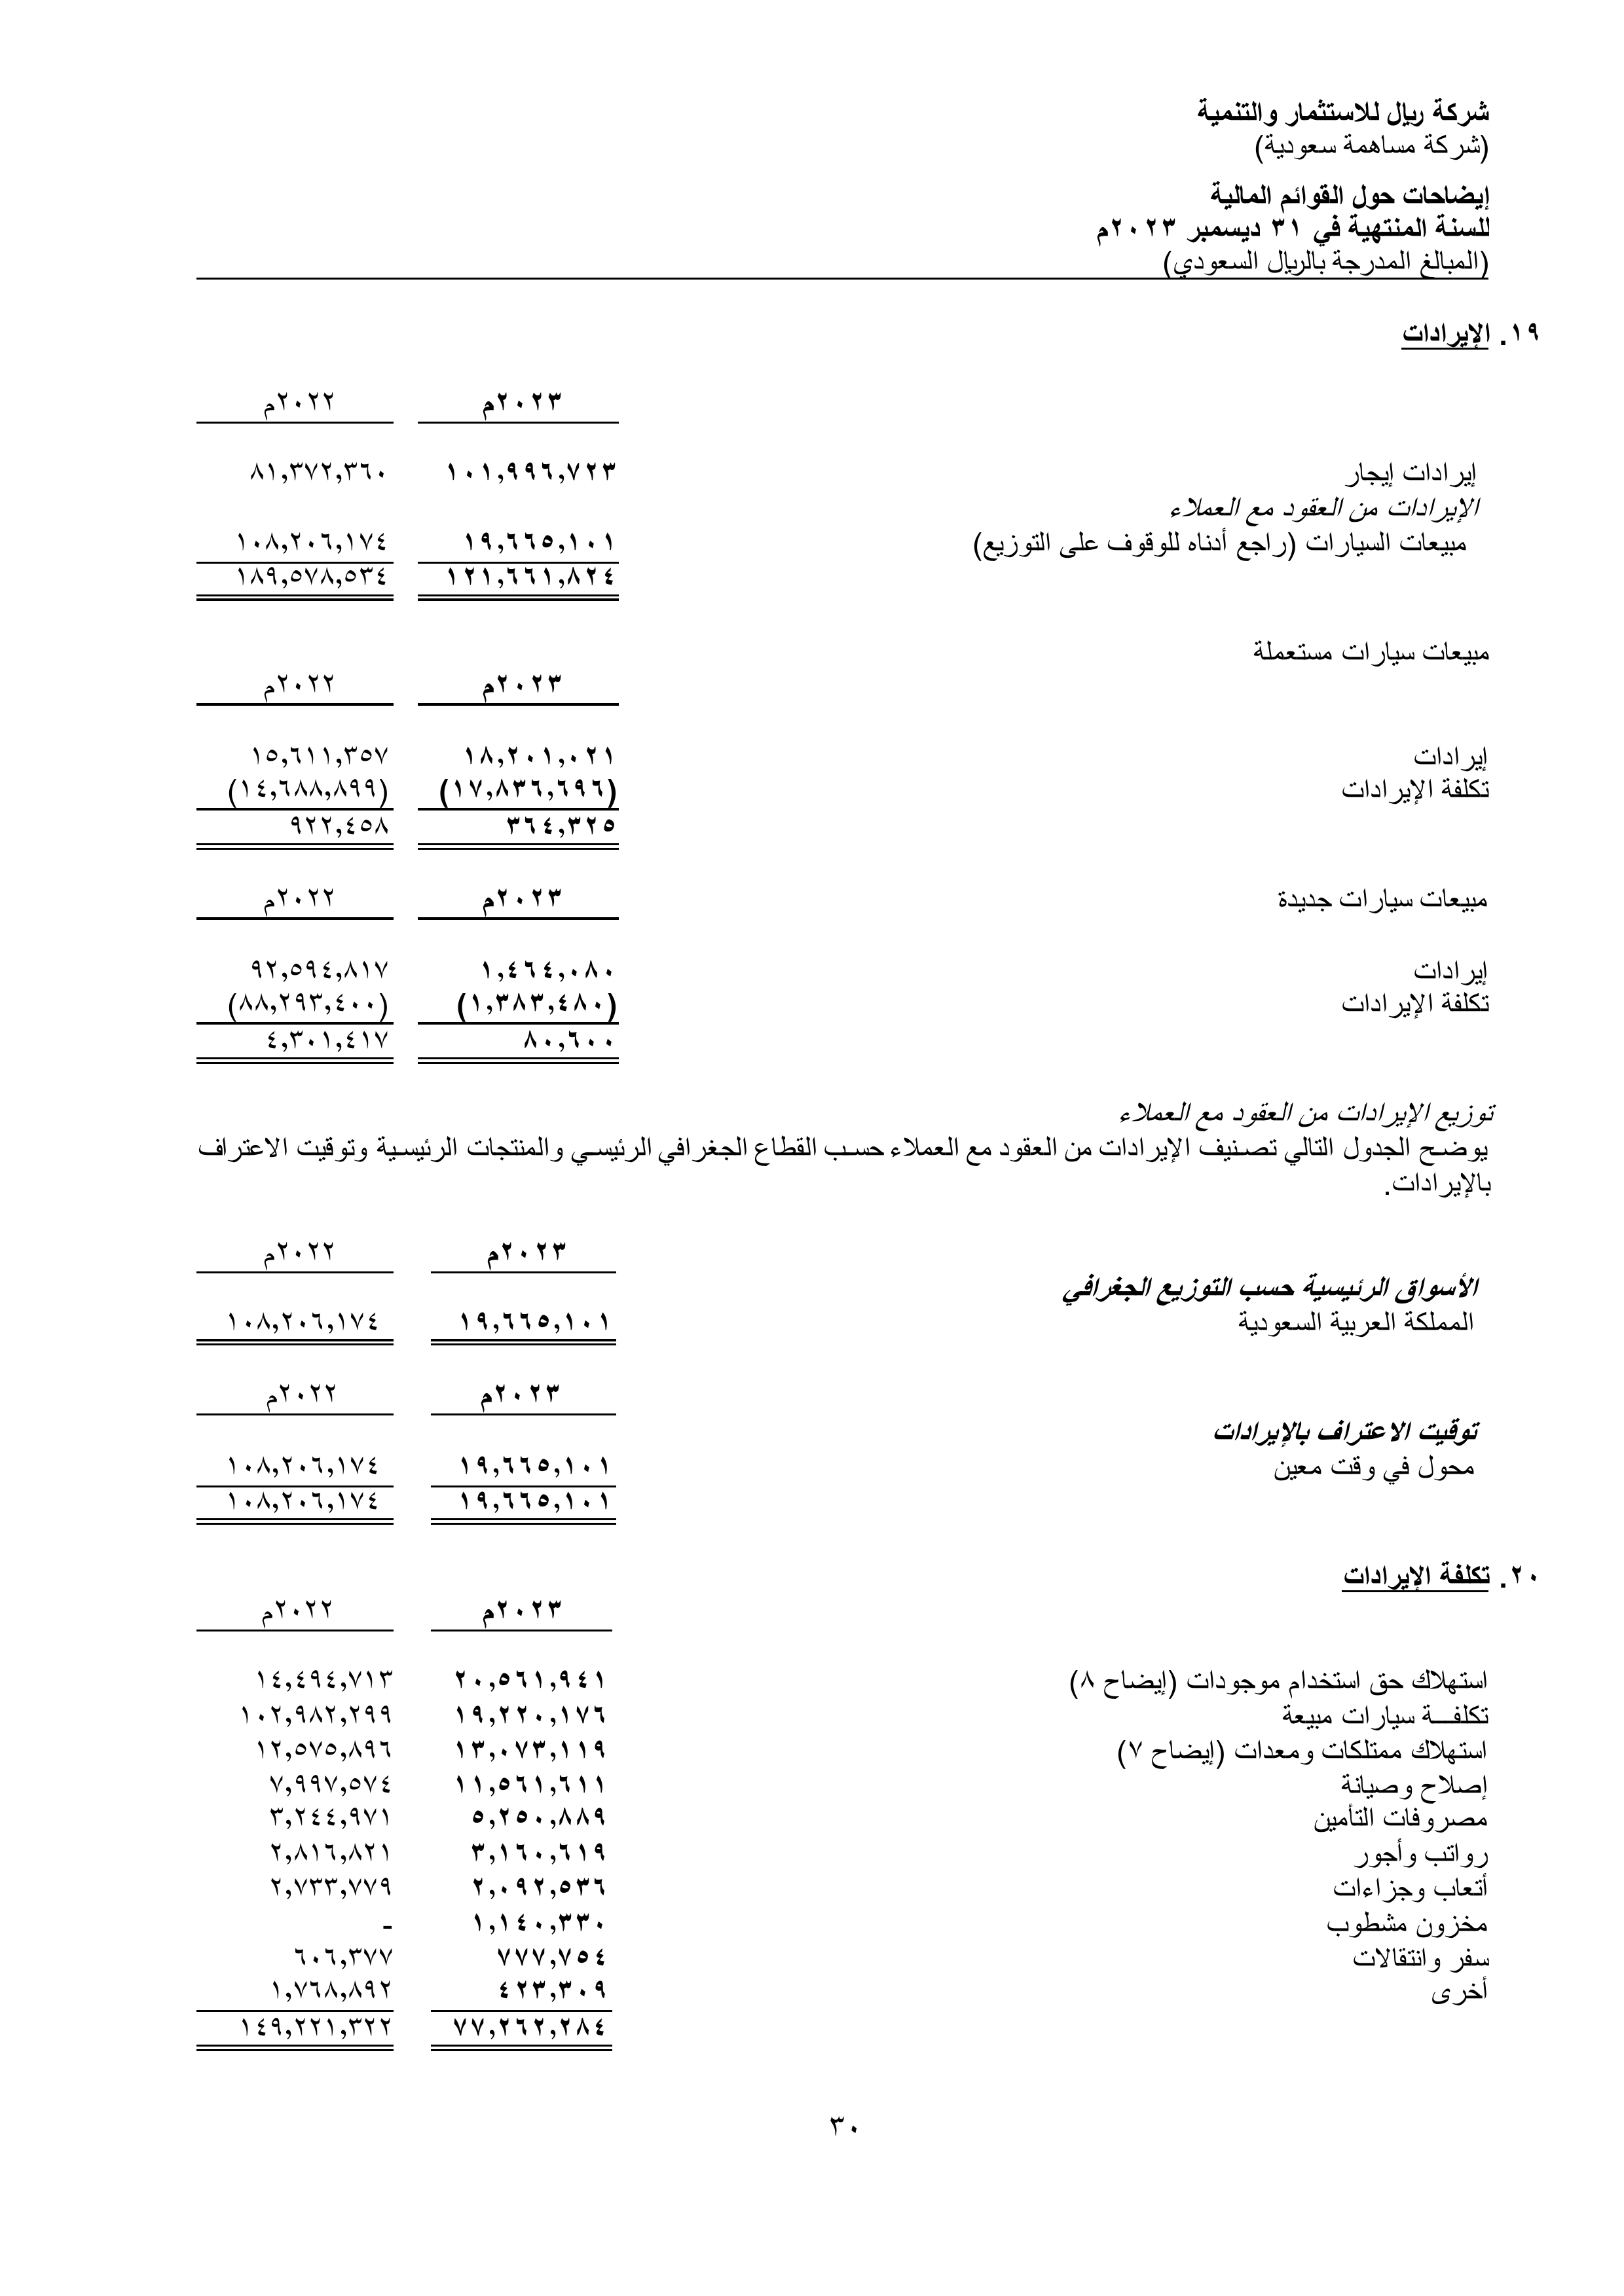 شركة ريال للاستثمار والتنمية
(شركة مساهمة سعودية)
إيضاحات حول القوائم المالية
للسنة المنتهية في ٣١ ديسمبر ٢٠٢٣م
(المبالغ المدرجة بالريال السعودي)
١٩. الإيرادات
٢٠٢٣م ٢٠٢٢م
إيرادات إيجار ١٠١,٩٩٦,٧٢٣ ٨١,٣٧٢,٣٦٠
الإيرادات من العقود مع العملاء
مبيعات السيارات (راجع أدناه للوقوف على التوزيع) ١٩,٦٦٥,١٠١ ١٠٨,٢٠٦,١٧٤
١٢١,٦٦١,٨٢٤ ١٨٩,٥٧٨,٥٣٤
مبيعات سيارات مستعملة
٢٠٢٣م ٢٠٢٢م
إيرادات ١٨,٢٠١,٠٢١ ١٥,٦١١,٣٥٧
تكلفة الإيرادات (١٧,٨٣٦,٦٩٦) (١٤,٦٨٨,٨٩٩)
٣٦٤,٣٢٥ ٩٢٢,٤٥٨
مبيعات سيارات جديدة ٢٠٢٣م ٢٠٢٢م
إيرادات ١,٤٦٤,٠٨٠ ٩٢,٥٩٤,٨١٧
تكلفة الإيرادات (١,٣٨٣,٤٨٠) (٨٨,٢٩٣,٤٠٠)
٨٠,٦٠٠ ٤,٣٠١,٤١٧
توزيع الإيرادات من العقود مع العملاء
يوضح الجدول التالي تصنيف الإيرادات من العقود مع العملاء حسب القطاع الجغرافي الرئيسي والمنتجات الرئيسية وتوقيت الاعتراف
بالإيرادات.
٢٠٢٣م ٢٠٢٢م
الأسواق الرئيسية حسب التوزيع الجغرافي
المملكة العربية السعودية ١٩,٦٦٥,١٠١ ١٠٨,٢٠٦,١٧٤
٢٠٢٣م ٢٠٢٢م
توقيت الاعتراف بالإيرادات
محول في وقت معين ١٩,٦٦٥,١٠١ ١٠٨,٢٠٦,١٧٤
١٩,٦٦٥,١٠١ ١٠٨,٢٠٦,١٧٤
٢٠. تكلفة الإيرادات
٢٠٢٣م ٢٠٢٢م
استهلاك حق استخدام موجودات (إيضاح ٨) ٢٠,٥٦١,٩٤١ ١٤,٤٩٤,٧١٣
تكلفـــة سيارات مبيعة ١٩,٢٢٠,١٧٦ ١٠٢,٩٨٢,٢٩٩
استهلاك ممتلكات ومعدات (إيضاح ٧) ١٣,٠٧٣,١١٩ ١٢,٥٧٥,٨٩٦
إصلاح وصيانة ١١,٥٦١,٦١١ ٧,٩٩٧,٥٧٤
مصروفات التأمين ٥,٢٥٠,٨٨٩ ٣,٢٤٤,٩٧١
رواتب وأجور ٣,١٦٠,٦١٩ ٢,٨١٦,٨٢١
أتعاب وجزاءات ٢,٠٩٢,٥٣٦ ٢,٧٣٣,٧٧٩
مخزون مشطوب ١,١٤٠,٣٣٠ -
سفر وانتقالات ٧٧٧,٧٥٤ ٦٠٦,٣٧٧
أخرى ٤٢٣,٣٠٩ ١,٧٦٨,٨٩٢
٧٧,٢٦٢,٢٨٤ ١٤٩,٢٢١,٣٢٢
٣٠